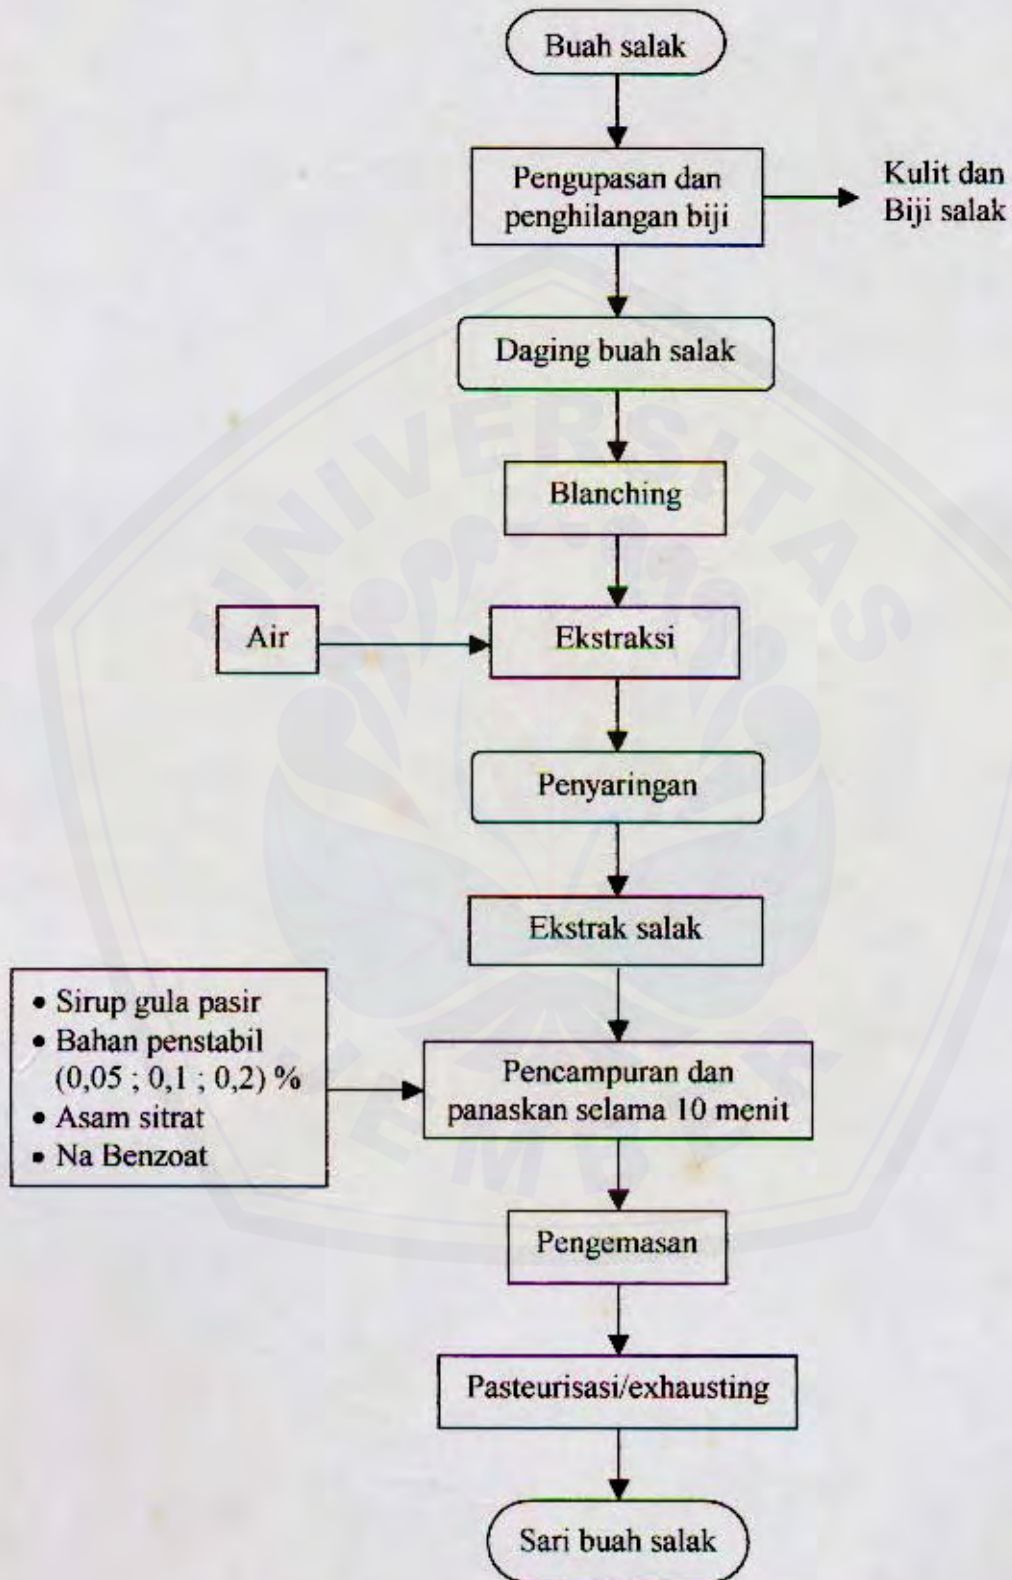 Buah salak
Pengupasan dan
penghilangan biji
Kulit dan
Biji salak
Daging buah salak
Blanching
Air
Ekstraksi
Penyaringan
Ekstrak salak
• Sirup gula pasir
• Bahan penstabil
(0,05 ; 0,1 ; 0,2) %
• Asam sitrat
• Na Benzoat
Pencampuran dan
panaskan selama 10 menit
Pengemasan
Pasteurisasi/exhausting
Sari buah salak
UNIVERSITAS
JEMBER